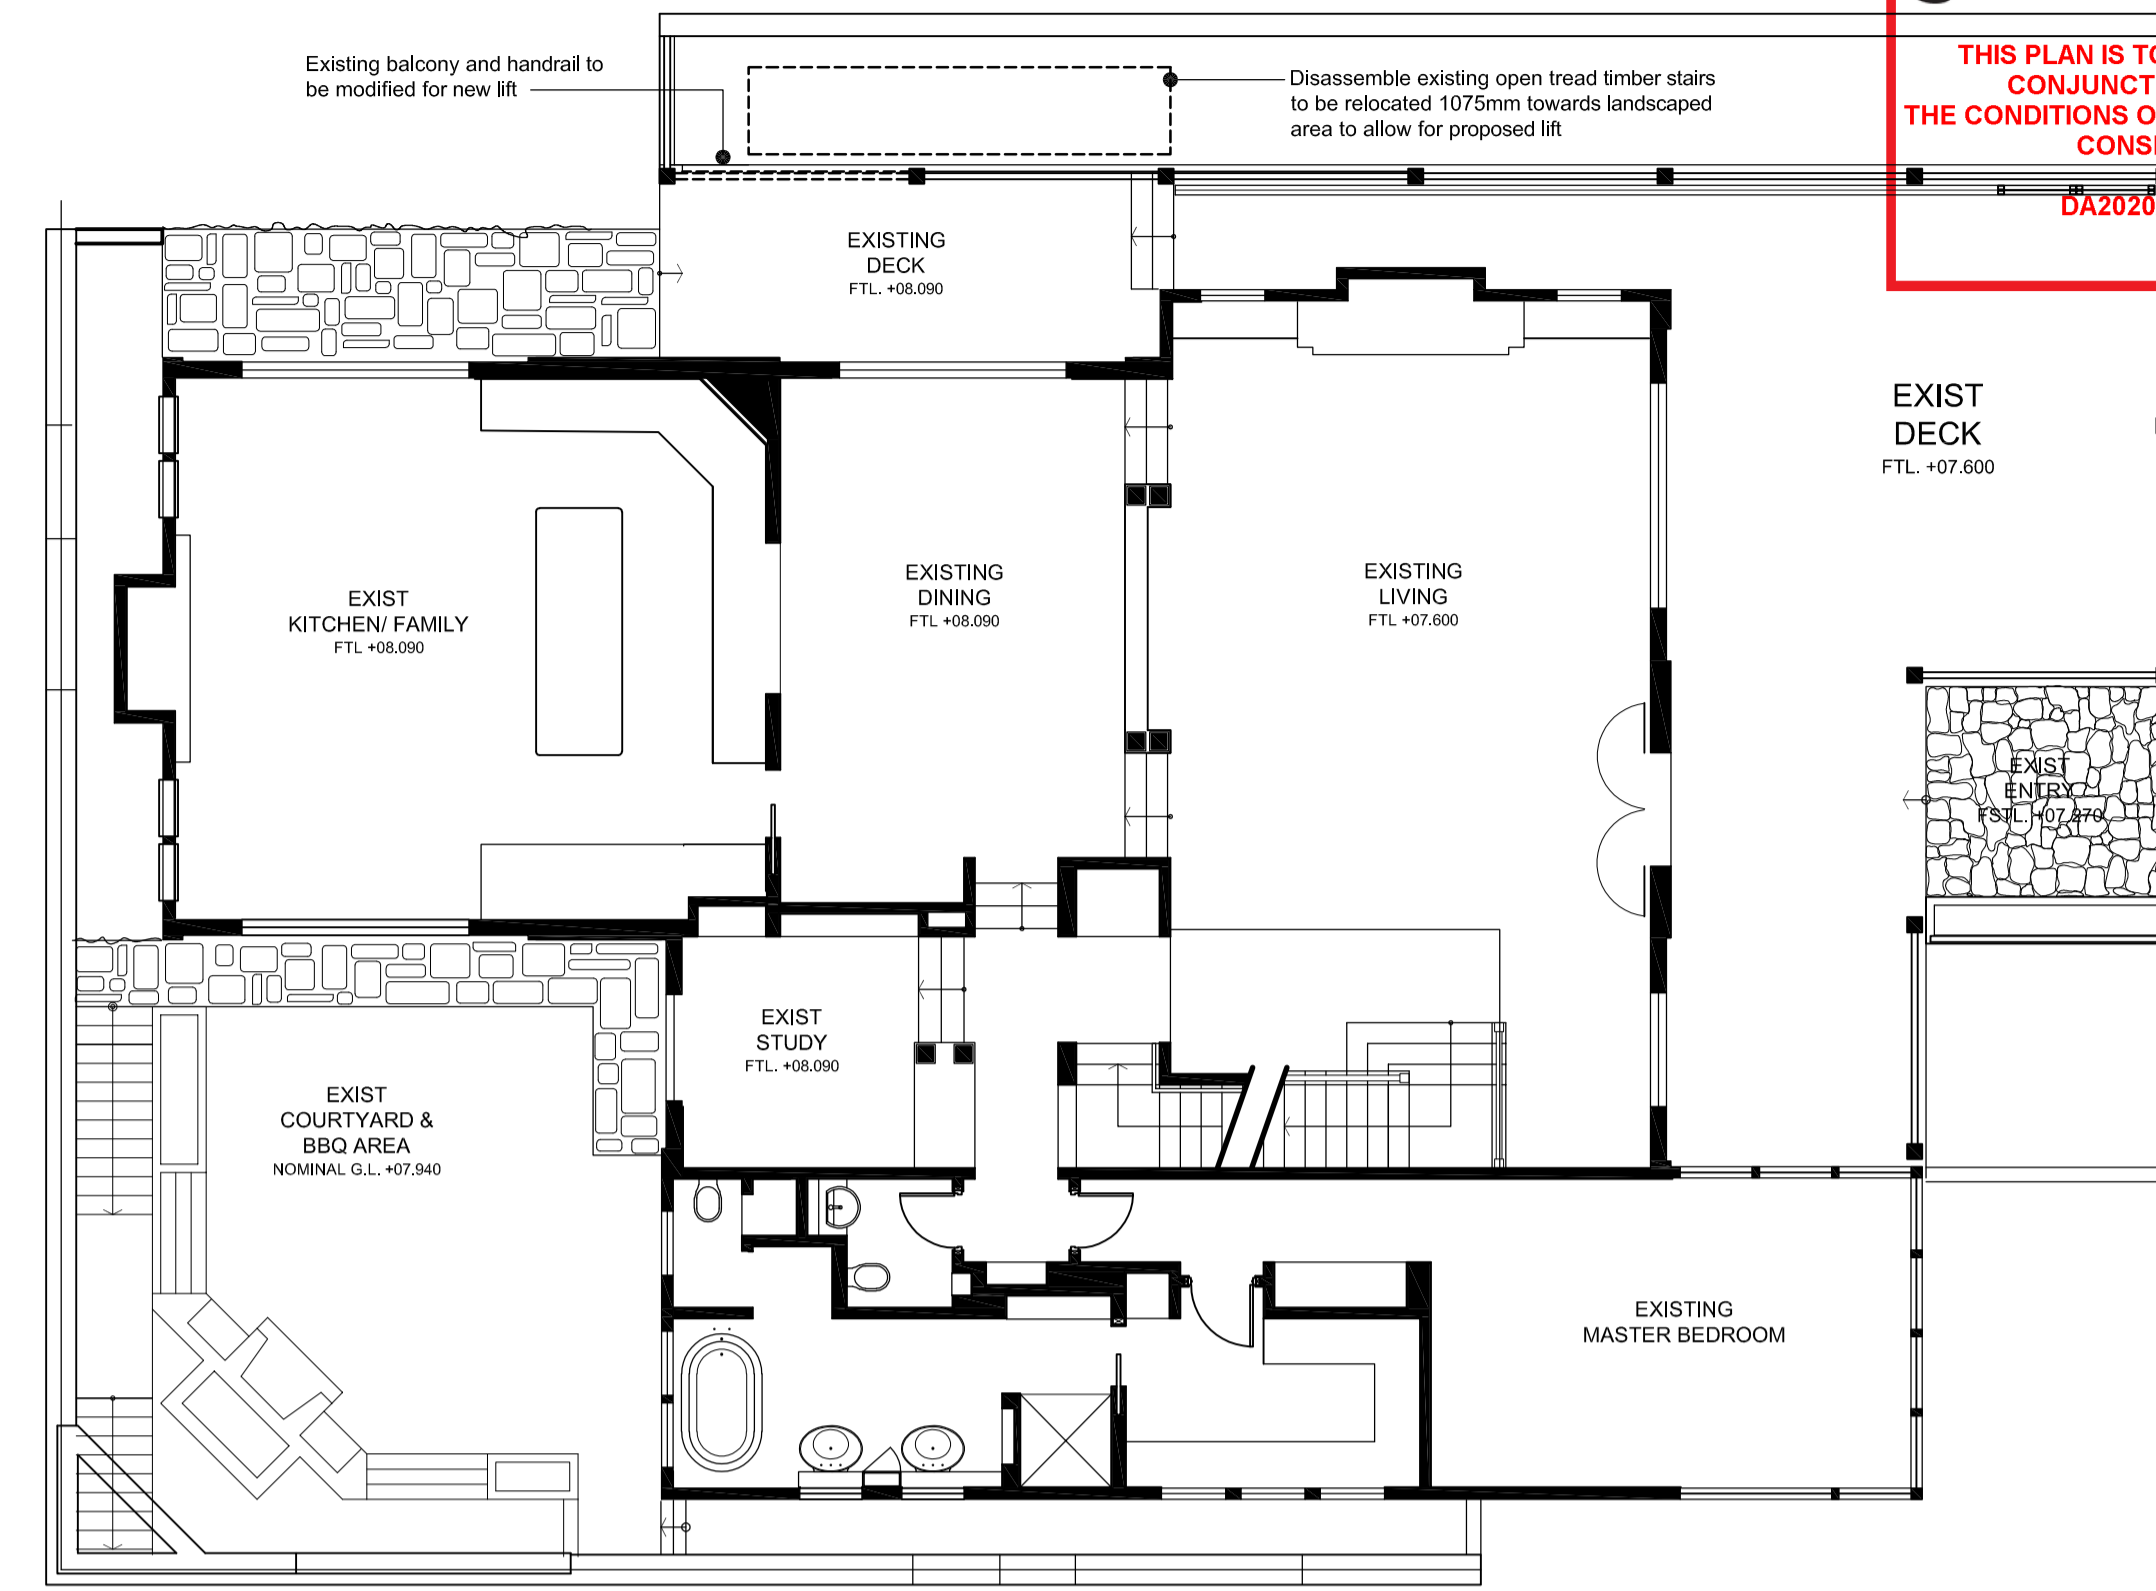 Existing balcony and handrail to
be modified for new lift
Disassemble existing open tread timber stairs
to be relocated 1075mm towards landscaped
area to allow for proposed lift
THIS PLAN IS TO
CONJUNCT
THE CONDITIONS O
CONS
DA2020
EXISTING
DECK
FTL. +08.090
EXIST
DECK
FTL. +07.600
EXIST
KITCHEN/ FAMILY
FTL +08.090
EXISTING
DINING
FTL +08.090
EXISTING
LIVING
FTL +07.600
EXIST
ENTRY
FSTL. +07.270
EXIST
STUDY
FTL. +08.090
EXIST
COURTYARD &
BBQ AREA
NOMINAL G.L. +07.940
EXISTING
MASTER BEDROOM